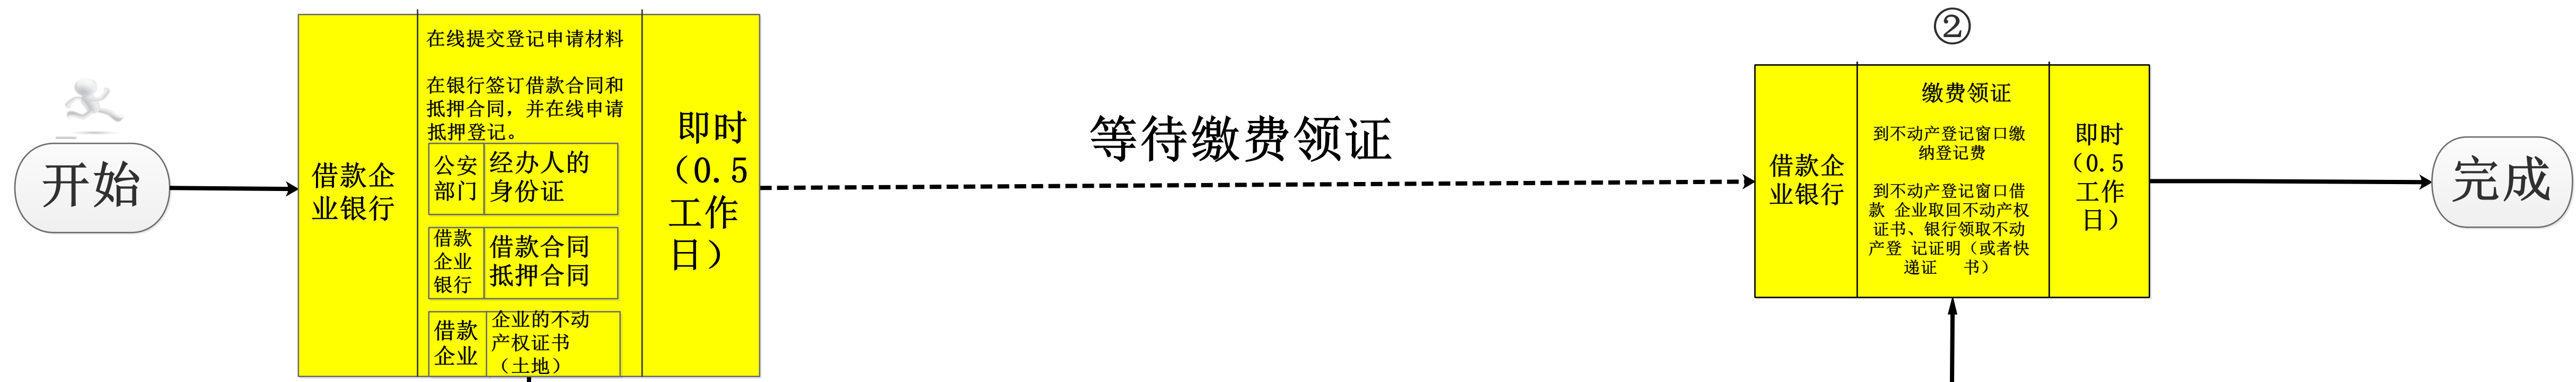 开始
借款企
业银行
在线提交登记申请材料
在银行签订借款合同和
抵押合同，并在线申请
抵押登记。
公安
部门
经办人的
身份证
借款
企业
银行
借款合同
抵押合同
借款
企业
企业的不动
产权证书
（土地）
即时
（0.5
工作
日）
等待缴费领证
②
借款企
业银行
缴费领证
到不动产登记窗口缴
纳登记费
到不动产登记窗口借
款 企业取回不动产权
证书、银行领取不动
产登 记证明（或者快
递证 书）
即时
（0.5
工作
日）
完成